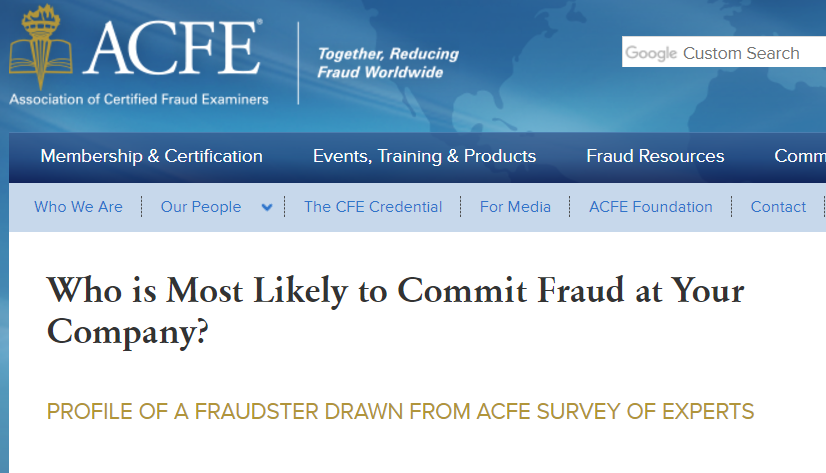 ACFE®
Together, Reducing
Fraud Worldwide
Association of Certified Fraud Examiners
Google Custom Search
Membership & Certification Events, Training & Products Fraud Resources Comm
Who We Are Our People The CFE Credential For Media ACFE Foundation Contact
Who is Most Likely to Commit Fraud at Your
Company?
PROFILE OF A FRAUDSTER DRAWN FROM ACFE SURVEY OF EXPERTS